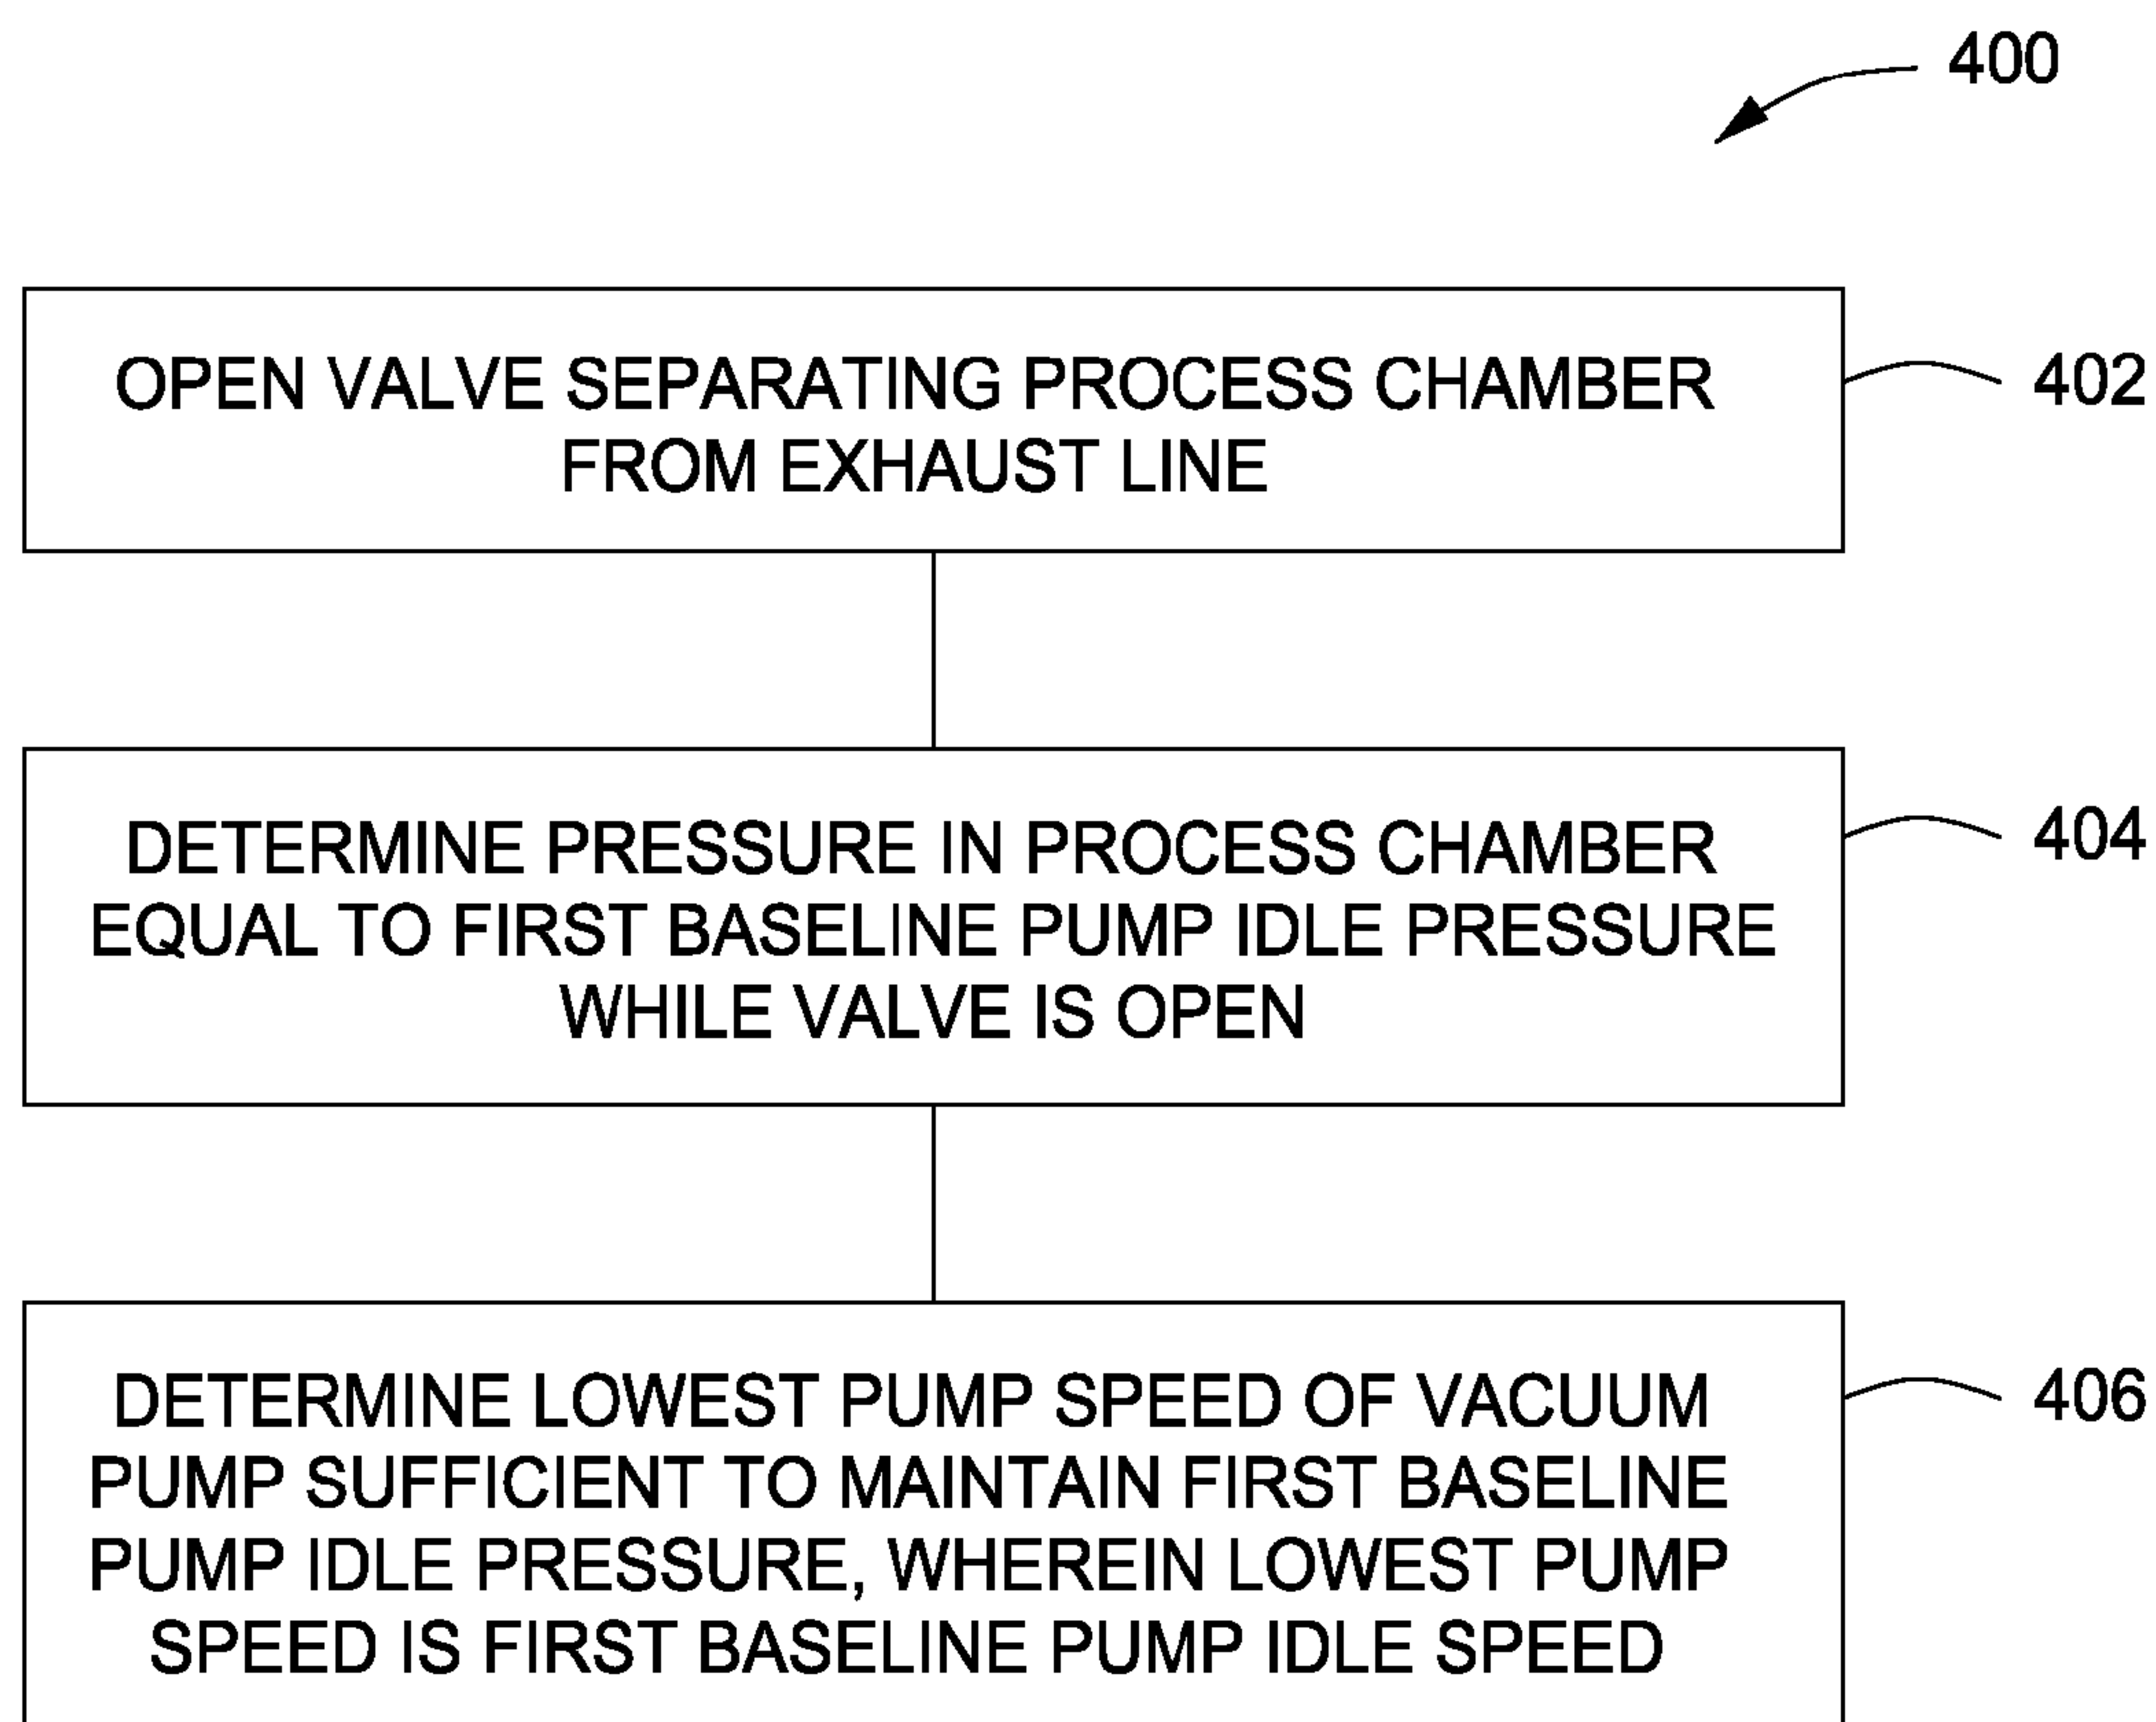 400
OPEN VALVE SEPARATING PROCESS CHAMBER
FROM EXHAUST LINE
402
DETERMINE PRESSURE IN PROCESS CHAMBER
EQUAL TO FIRST BASELINE PUMP IDLE PRESSURE
WHILE VALVE IS OPEN
404
DETERMINE LOWEST PUMP SPEED OF VACUUM
PUMP SUFFICIENT TO MAINTAIN FIRST BASELINE
PUMP IDLE PRESSURE, WHEREIN LOWEST PUMP
SPEED IS FIRST BASELINE PUMP IDLE SPEED
406